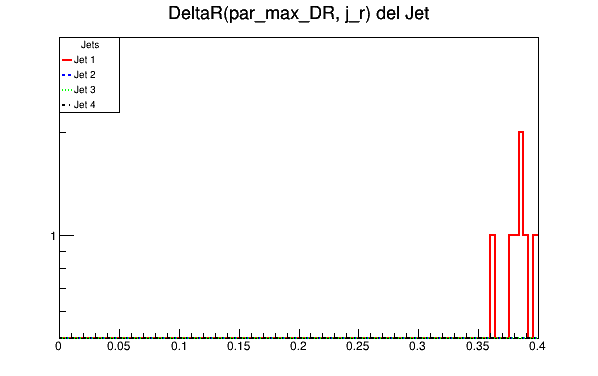 DeltaR(par_max_DR, j_r) del Jet
Jets
Jet 1
Jet 2
Jet 3
Jet 4
1
0 0.05 0.1 0.15 0.2 0.25 0.3 0.35 0.4